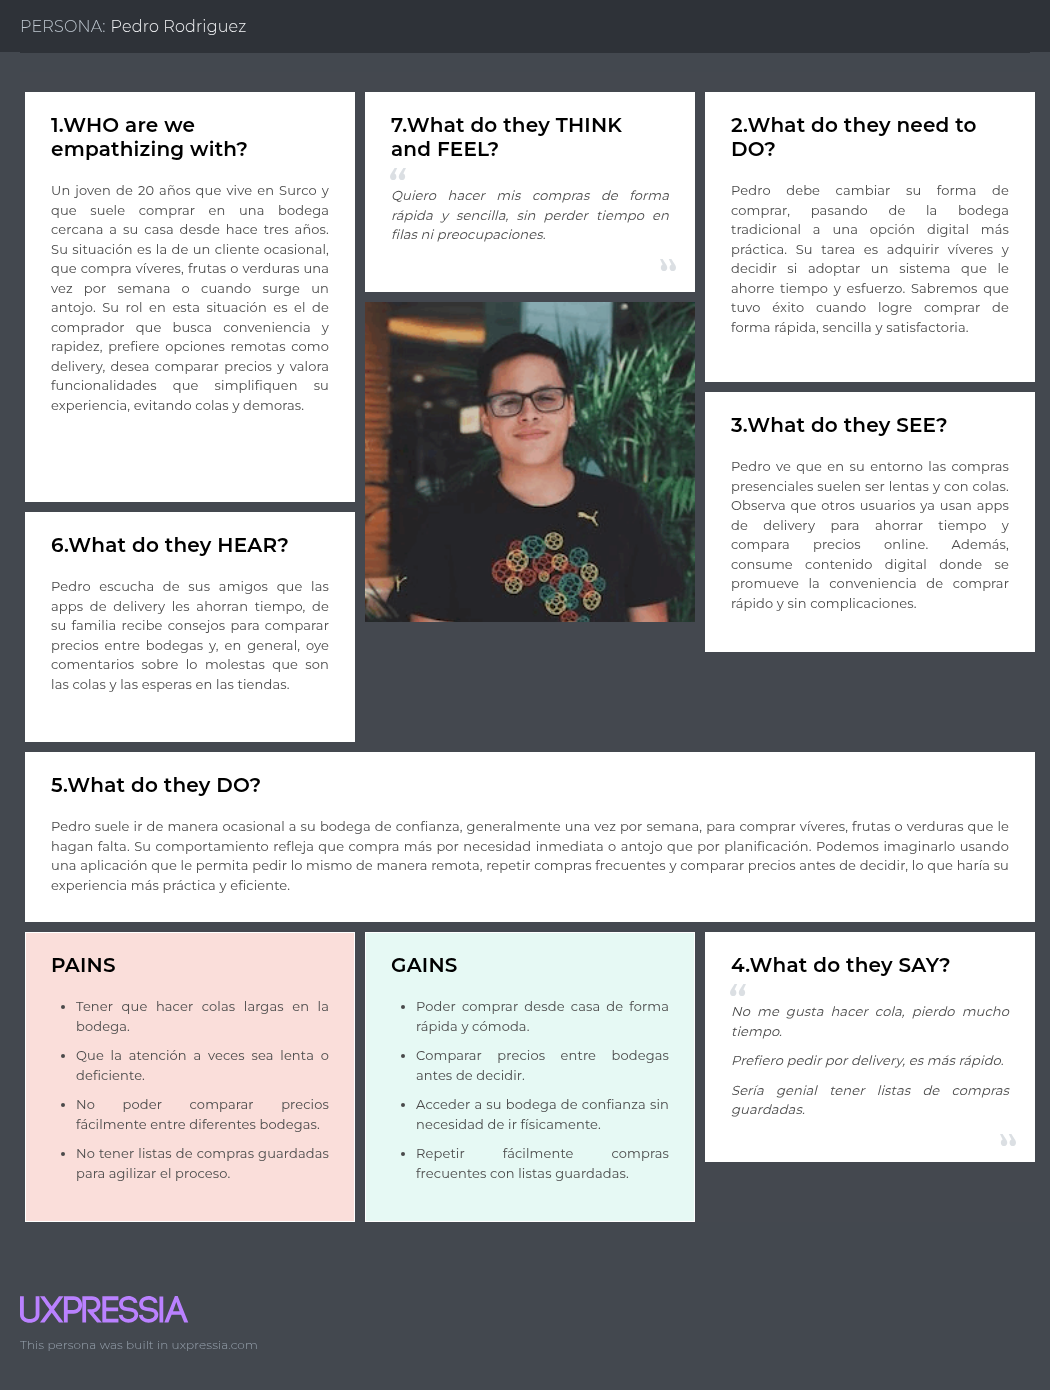 PERSONA: Pedro Rodriguez
1.WHO are we
empathizing with?
Un joven de 20 años que vive en Surco y
que suele comprar en una bodega
cercana a su casa desde hace tres años.
Su situación es la de un cliente ocasional,
que compra víveres, frutas o verduras una
vez por semana o cuando surge un
antojo. Su rol en esta situación es el de
comprador que busca conveniencia y
rapidez, prefiere opciones remotas como
delivery, desea comparar precios y valora
funcionalidades que simplifiquen su
experiencia, evitando colas y demoras.
7.What do they THINK
and FEEL?
“
Quiero hacer mis compras de forma
rápida y sencilla, sin perder tiempo en
filas ni preocupaciones.
”
2.What do they need to
DO?
Pedro debe cambiar su forma de
comprar, pasando de la bodega
tradicional a una opción digital más
práctica. Su tarea es adquirir víveres y
decidir si adoptar un sistema que le
ahorre tiempo y esfuerzo. Sabremos que
tuvo éxito cuando logre comprar de
forma rápida, sencilla y satisfactoria.
3.What do they SEE?
Pedro ve que en su entorno las compras
presenciales suelen ser lentas y con colas.
Observa que otros usuarios ya usan apps
de delivery para ahorrar tiempo y
compara precios online. Además,
consume contenido digital donde se
promueve la conveniencia de comprar
rápido y sin complicaciones.
6.What do they HEAR?
Pedro escucha de sus amigos que las
apps de delivery les ahorran tiempo, de
su familia recibe consejos para comparar
precios entre bodegas y, en general, oye
comentarios sobre lo molestas que son
las colas y las esperas en las tiendas.
5.What do they DO?
Pedro suele ir de manera ocasional a su bodega de confianza, generalmente una vez por semana, para comprar víveres, frutas o verduras que le
hagan falta. Su comportamiento refleja que compra más por necesidad inmediata o antojo que por planificación. Podemos imaginarlo usando
una aplicación que le permita pedir lo mismo de manera remota, repetir compras frecuentes y comparar precios antes de decidir, lo que haría su
experiencia más práctica y eficiente.
PAINS
• Tener que hacer colas largas en la
bodega.
• Que la atención a veces sea lenta o
deficiente.
• No poder comparar precios
fácilmente entre diferentes bodegas.
• No tener listas de compras guardadas
para agilizar el proceso.
GAINS
• Poder comprar desde casa de forma
rápida y cómoda.
• Comparar precios entre bodegas
antes de decidir.
• Acceder a su bodega de confianza sin
necesidad de ir físicamente.
• Repetir fácilmente compras
frecuentes con listas guardadas.
4.What do they SAY?
“
No me gusta hacer cola, pierdo mucho
tiempo.
Prefiero pedir por delivery, es más rápido.
Sería genial tener listas de compras
guardadas.
”
UXPRESSIA
This persona was built in uxpressia.com